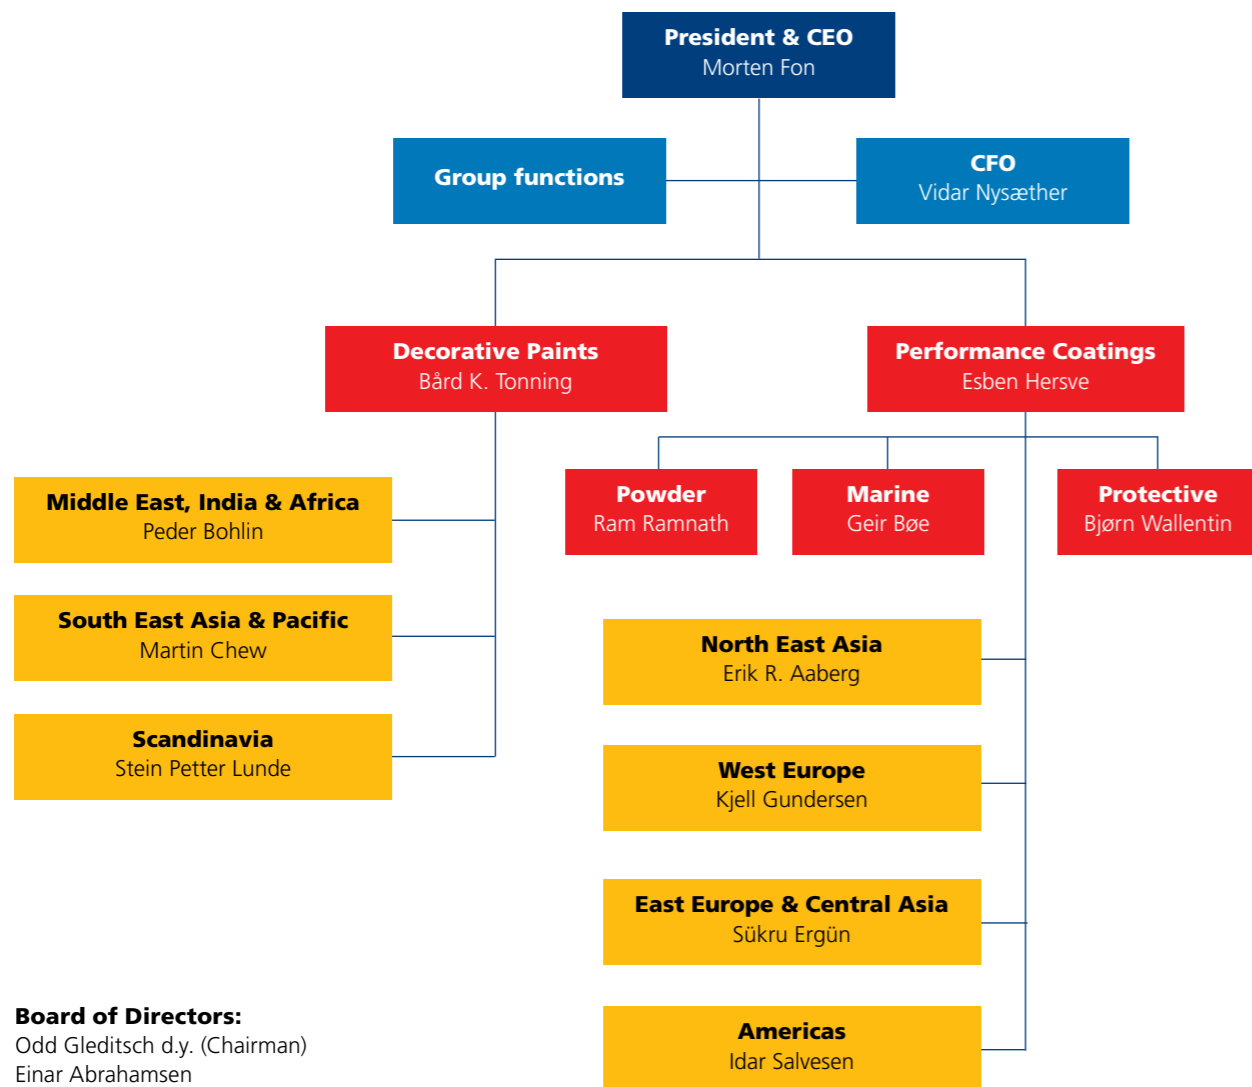 President & CEO
Morten Fon
Group functions
CFO
Vidar Nysæther
Decorative Paints
Bård K. Tonning
Performance Coatings
Esben Hersve
Middle East, India & Africa
Peder Bohlin
South East Asia & Pacific
Martin Chew
Scandinavia
Stein Petter Lunde
Powder
Ram Ramnath
Marine
Geir Bøe
Protective
Bjørn Wallentin
North East Asia
Erik R. Aaberg
West Europe
Kjell Gundersen
East Europe & Central Asia
Sükru Ergün
Americas
Idar Salvesen
Board of Directors:
Odd Gleditsch d.y. (Chairman)
Einar Abrahamsen